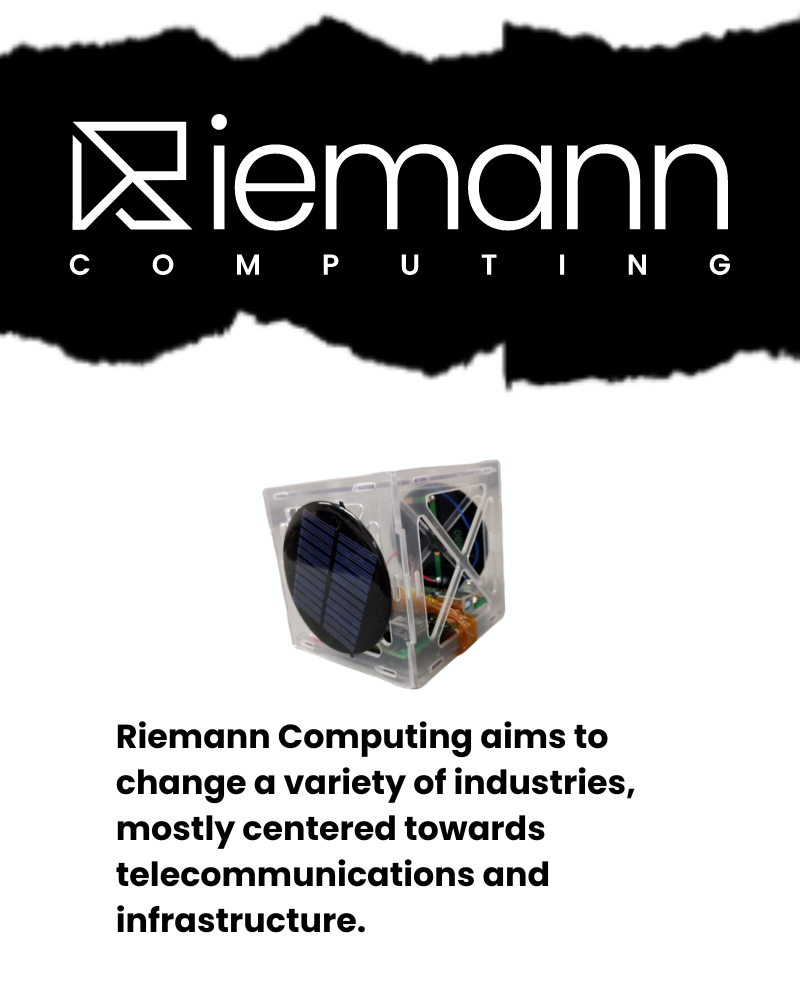 Riemann
COMPUTING
Riemann Computing aims to
change a variety of industries,
mostly centered towards
telecommunications and
infrastructure.